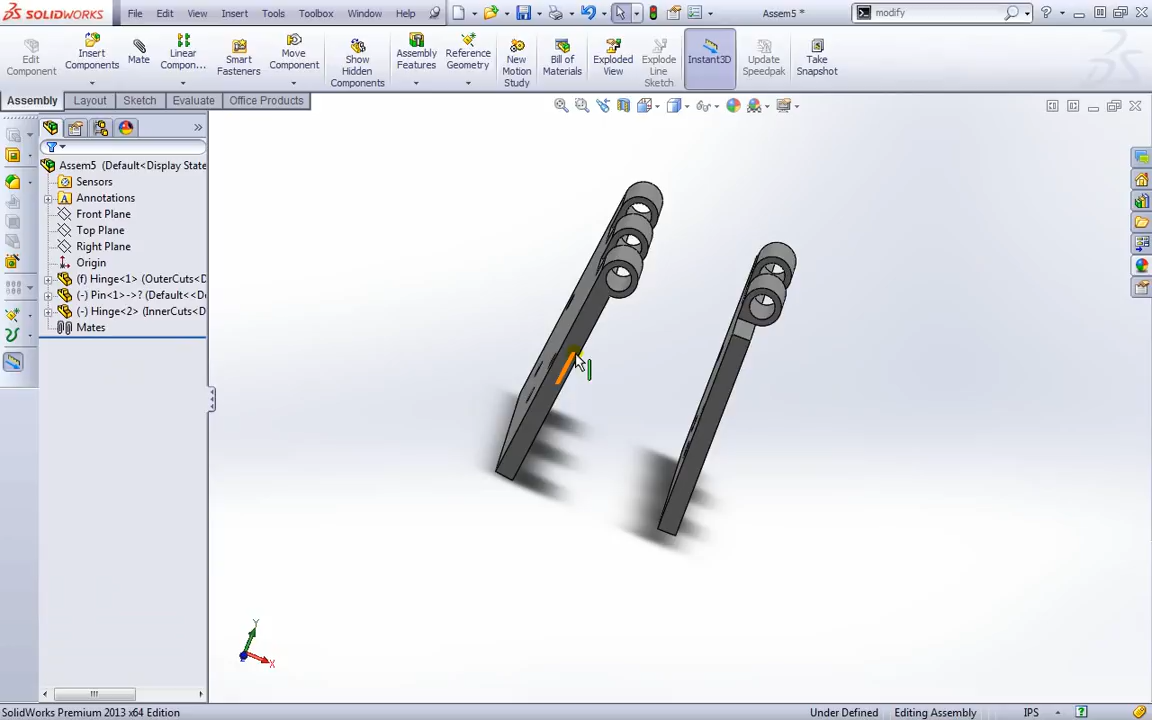 SOLIDWORKS File Edit View Insert Tools Toolbox Window Help Assem5 * modify
Edit Component
Insert Components
Mate
Linear Compon...
Smart Fasteners
Move Component
Show Hidden Components
Assembly Features
Reference Geometry
New Motion Study
Bill of Materials
Exploded View
Explode Line Sketch
Instant3D
Update Speedpak
Take Snapshot
Assembly Layout Sketch Evaluate Office Products
Assem5 (Default<Display State
Sensors
Annotations
Front Plane
Top Plane
Right Plane
Origin
(f) Hinge<1> (OuterCuts<D
(-) Pin<1>->? (Default<<D
(-) Hinge<2> (InnerCuts<D
Mates
Y
X
SolidWorks Premium 2013 x64 Edition Under Defined Editing Assembly IPS